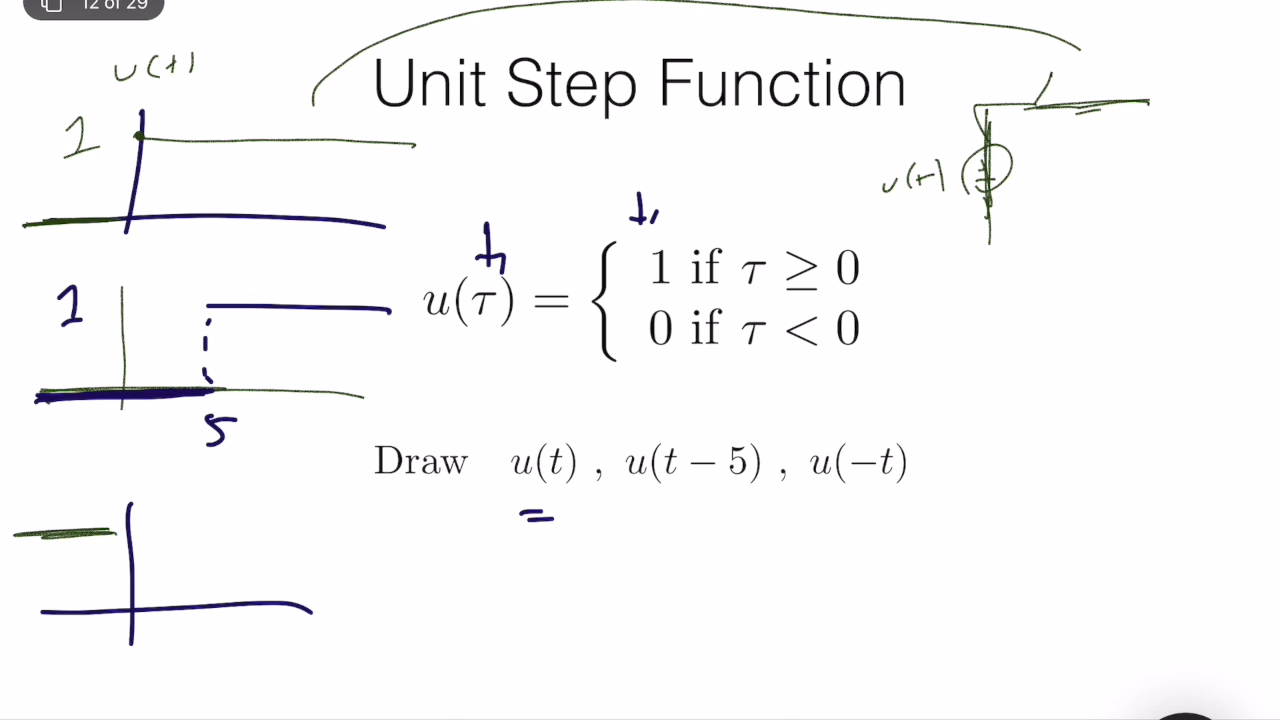 12 of 29
u(t)
Unit Step Function
1
u(t)
u(τ) = { 1 if τ ≥ 0
0 if τ < 0
1
5
Draw u(t) , u(t − 5) , u(−t)